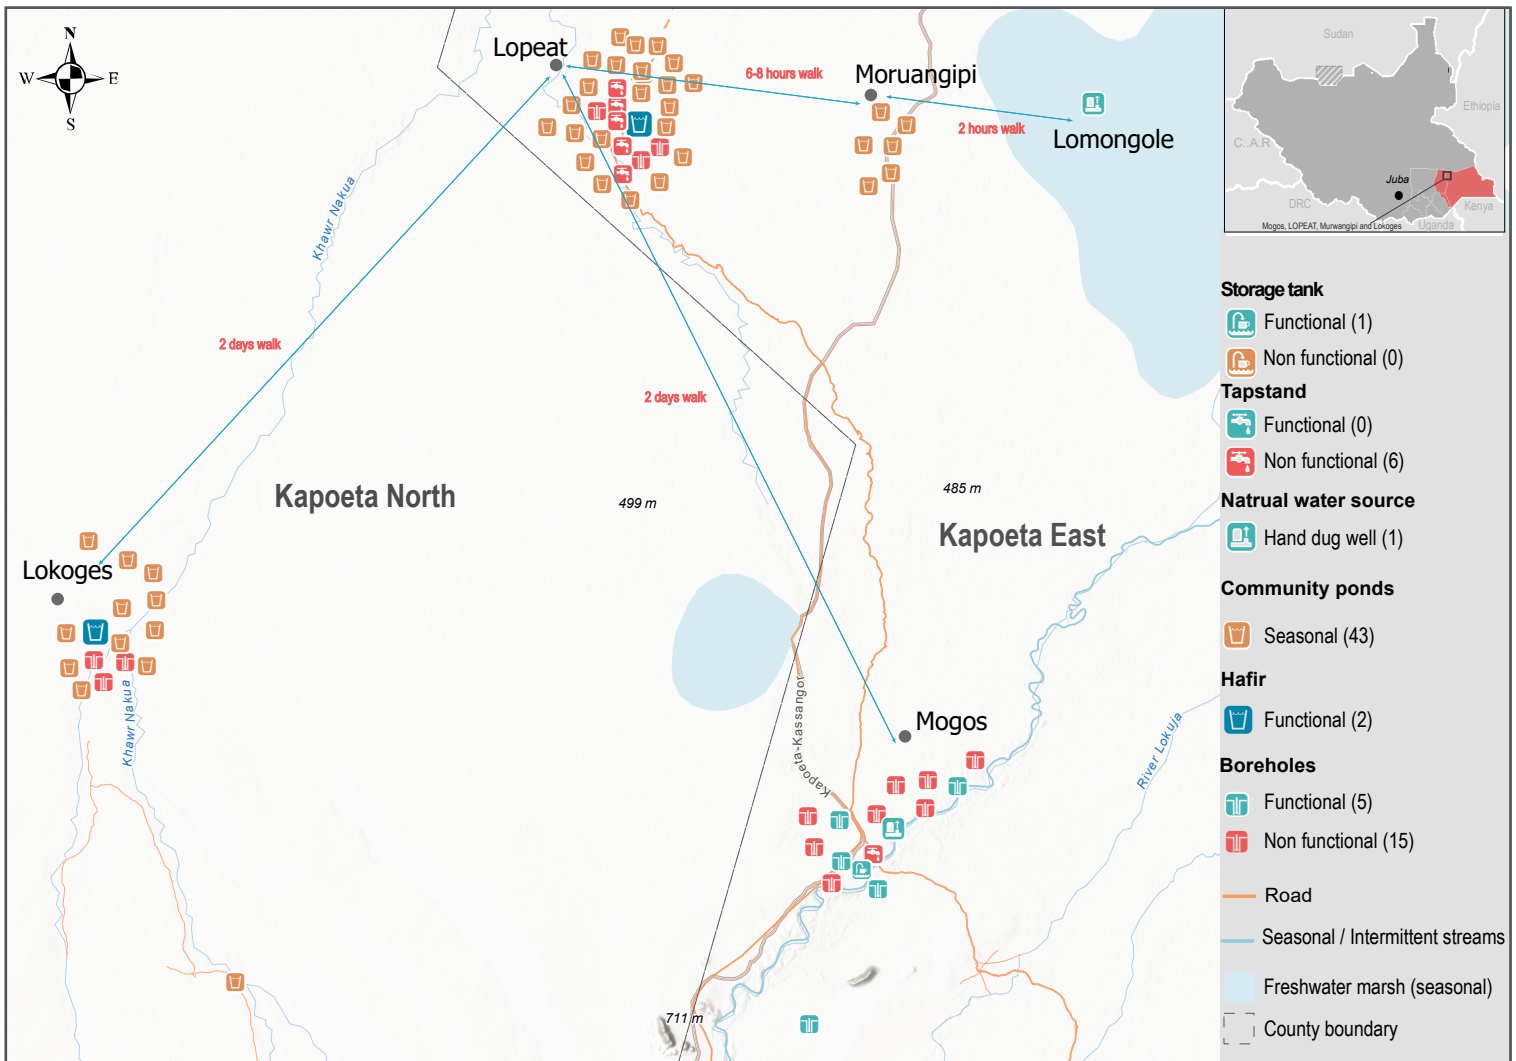 N
W
E
S
Lopeat
6-8 hours walk
Moruangipi
2 hours walk
Lomongole
Khawr Nakua
2 days walk
2 days walk
Kapoeta North
499 m
485 m
Kapoeta East
Lokoges
Khawr Nakua
Kapoeta-Kassangor
Mogos
River Lokuja
711 m
Sudan
Ethiopia
C..A.R
Juba
DRC
Kenya
Uganda
Mogos, LOPEAT, Murwangipi and Lokoges
Storage tank
Functional (1)
Non functional (0)
Tapstand
Functional (0)
Non functional (6)
Natrual water source
Hand dug well (1)
Community ponds
Seasonal (43)
Hafir
Functional (2)
Boreholes
Functional (5)
Non functional (15)
Road
Seasonal / Intermittent streams
Freshwater marsh (seasonal)
County boundary